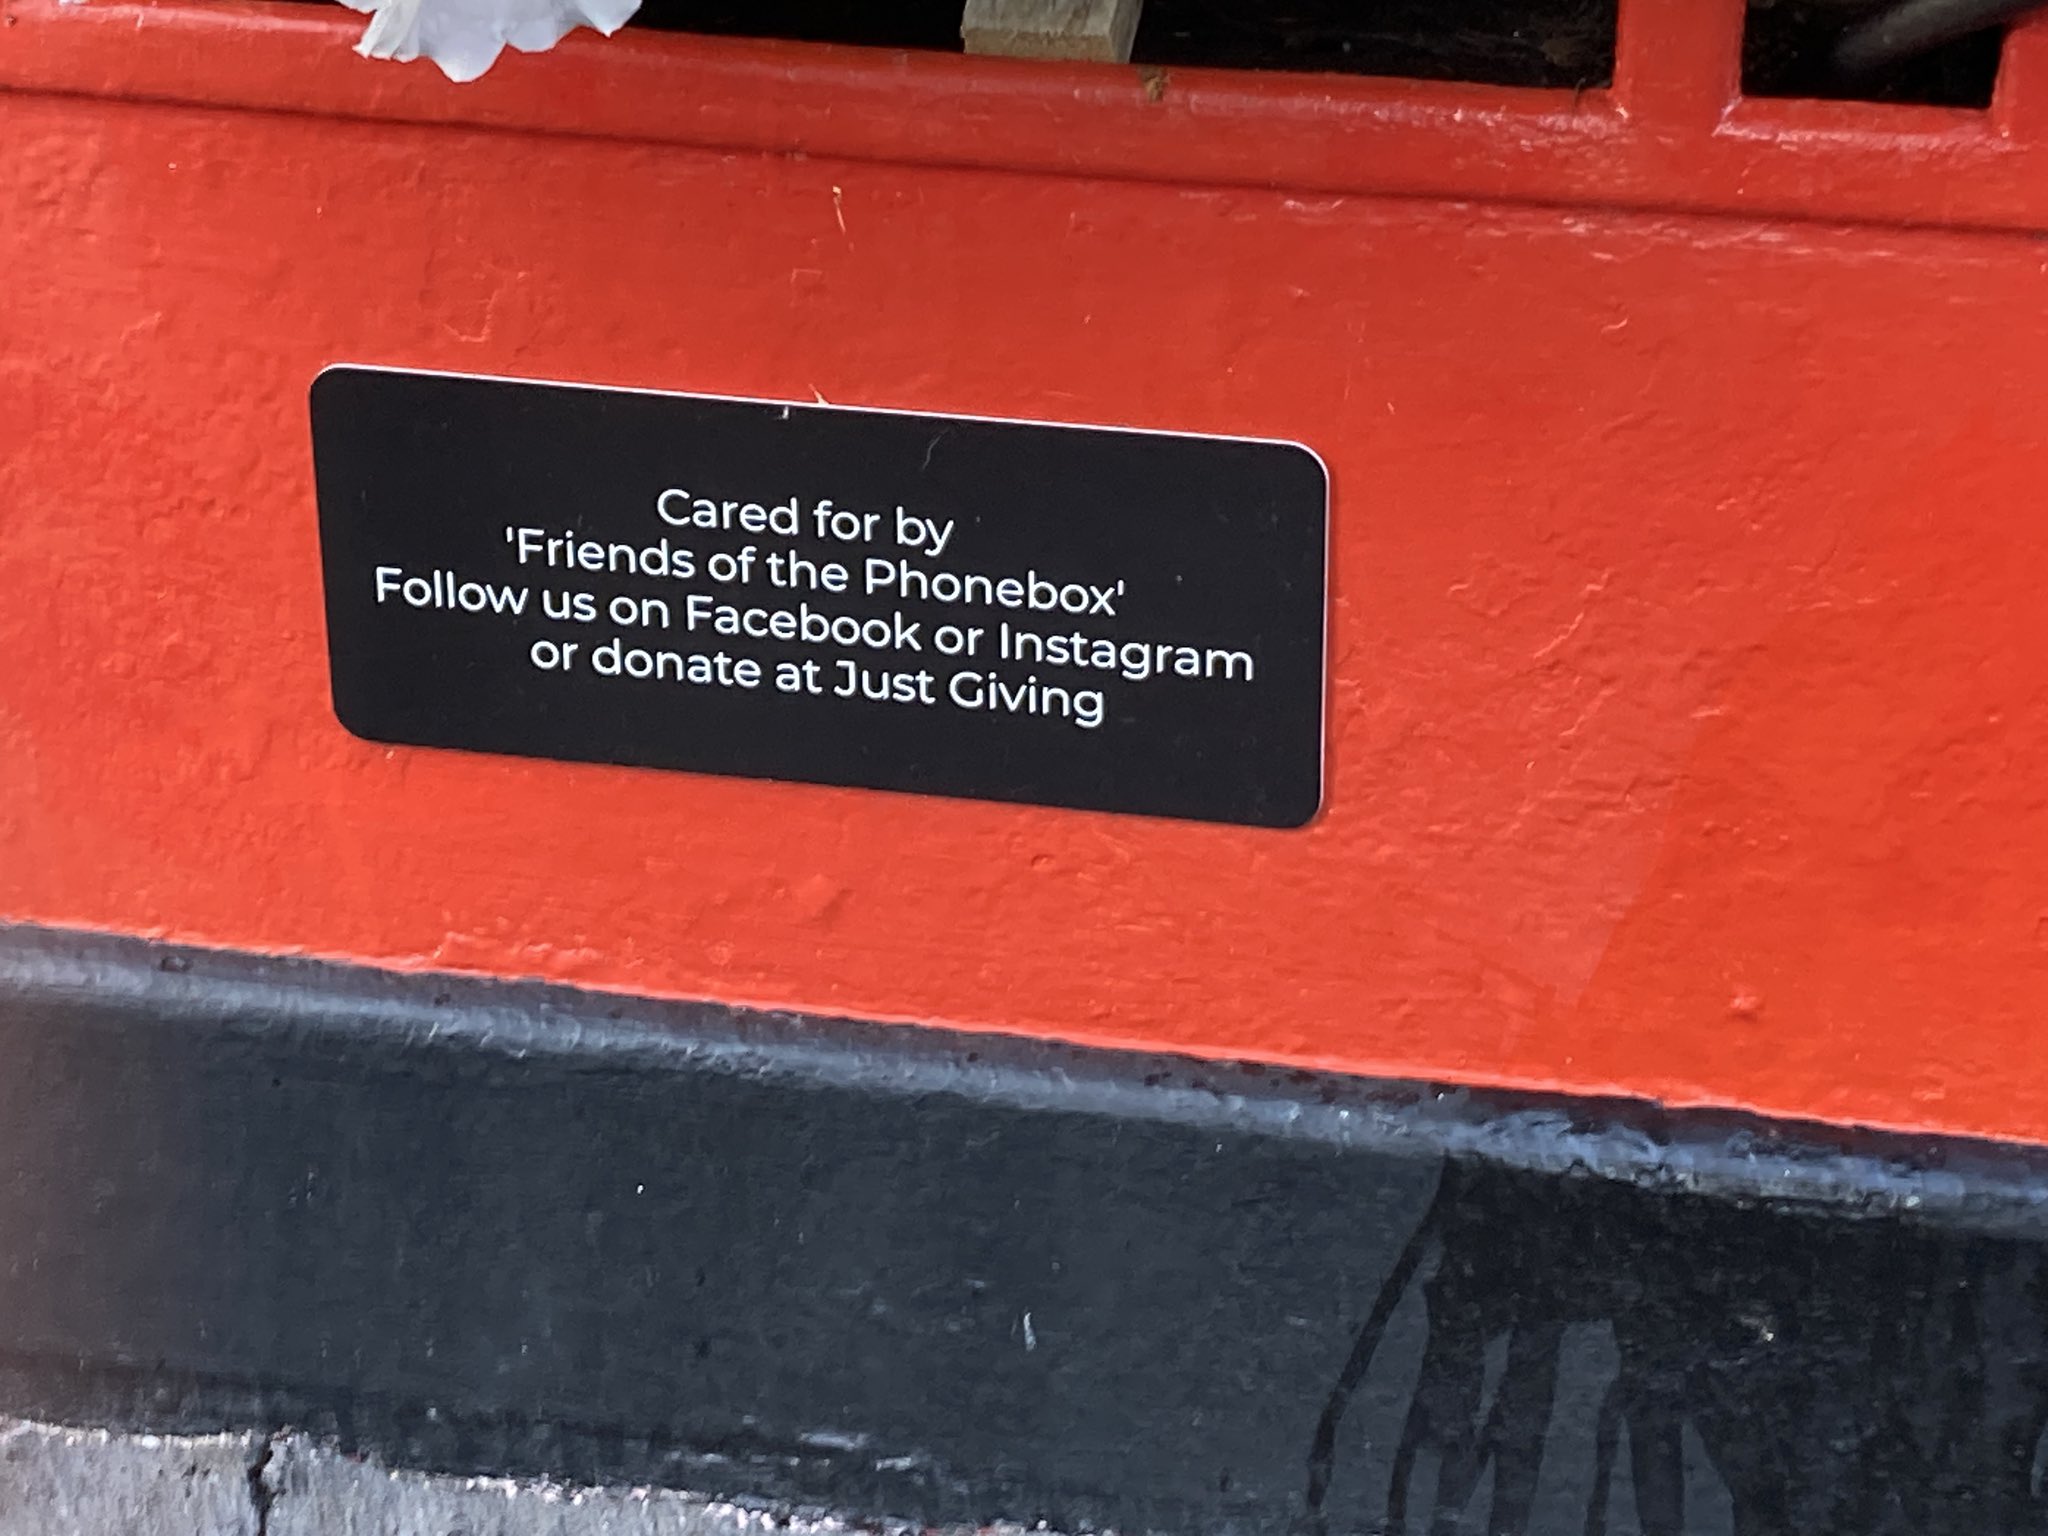 Cared for by
'Friends of the Phonebox'
Follow us on Facebook or Instagram
or donate at Just Giving